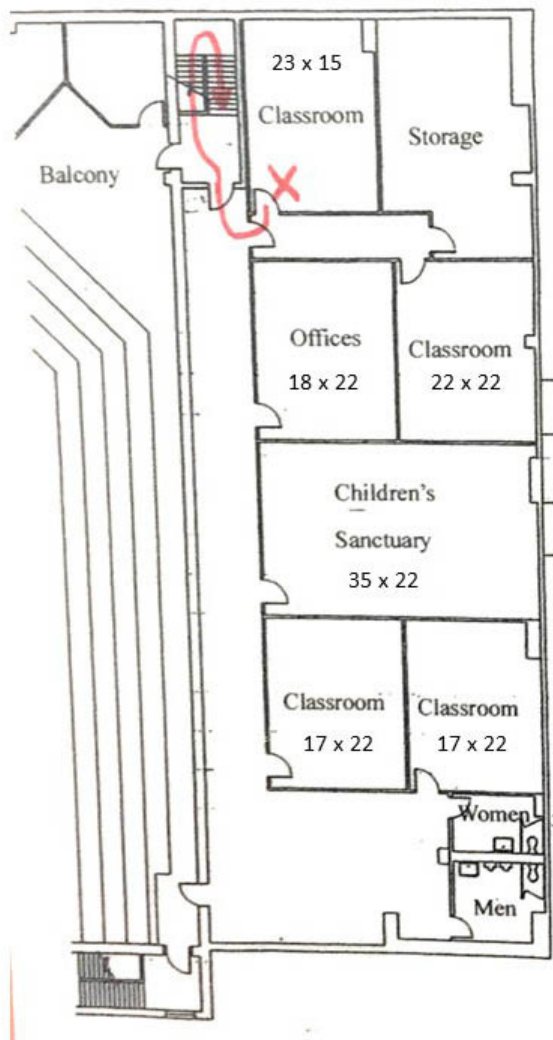 23 x 15
Classroom
Storage
Balcony
Offices
18 x 22
Classroom
22 x 22
Children's
Sanctuary
35 x 22
Classroom
17 x 22
Classroom
17 x 22
Women
Men
X